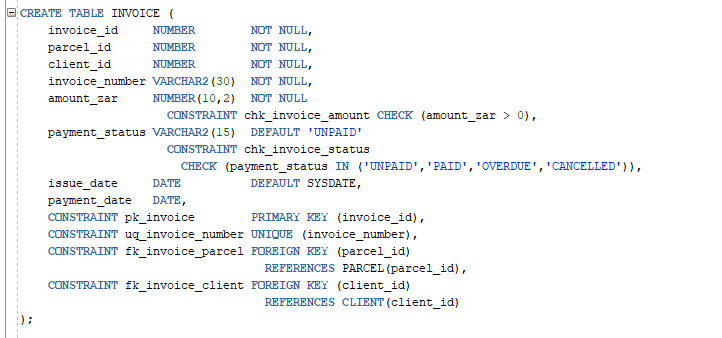 CREATE TABLE INVOICE (
    invoice_id     NUMBER        NOT NULL,
    parcel_id      NUMBER        NOT NULL,
    client_id      NUMBER        NOT NULL,
    invoice_number VARCHAR2(30)  NOT NULL,
    amount_zar     NUMBER(10,2)  NOT NULL
                     CONSTRAINT chk_invoice_amount CHECK (amount_zar > 0),
    payment_status VARCHAR2(15)  DEFAULT 'UNPAID'
                     CONSTRAINT chk_invoice_status
                       CHECK (payment_status IN ('UNPAID','PAID','OVERDUE','CANCELLED')),
    issue_date     DATE          DEFAULT SYSDATE,
    payment_date   DATE,
    CONSTRAINT pk_invoice        PRIMARY KEY (invoice_id),
    CONSTRAINT uq_invoice_number UNIQUE (invoice_number),
    CONSTRAINT fk_invoice_parcel FOREIGN KEY (parcel_id)
                                   REFERENCES PARCEL(parcel_id),
    CONSTRAINT fk_invoice_client FOREIGN KEY (client_id)
                                   REFERENCES CLIENT(client_id)
);